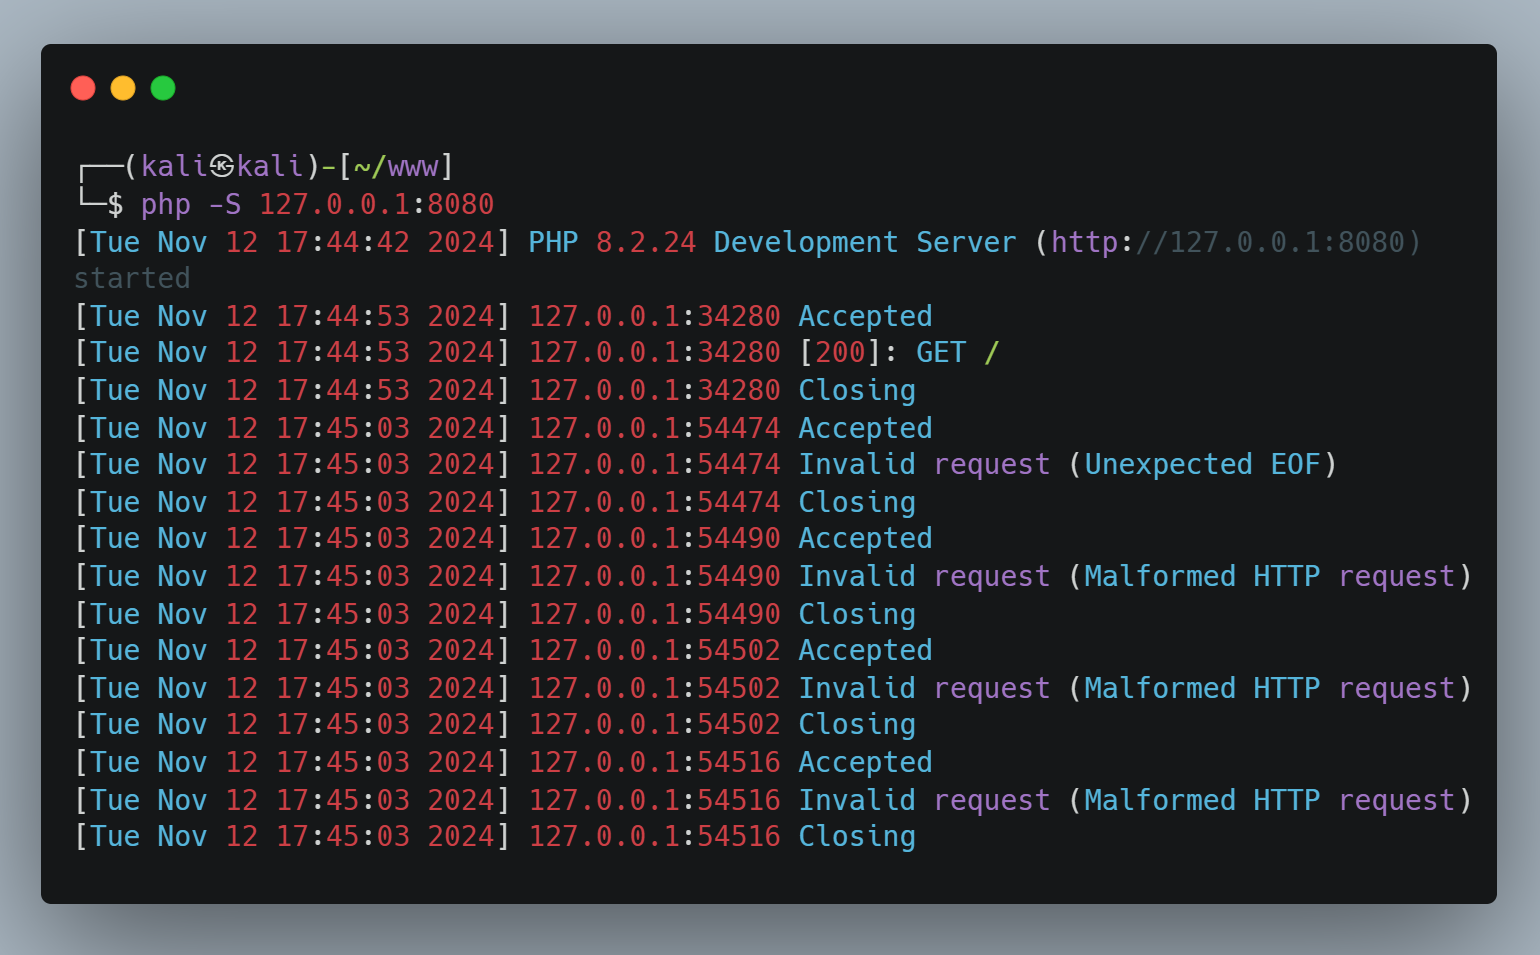 ┌──(kali㉿kali)-[~/www]
└─$ php -S 127.0.0.1:8080
[Tue Nov 12 17:44:42 2024] PHP 8.2.24 Development Server (http://127.0.0.1:8080)
started
[Tue Nov 12 17:44:53 2024] 127.0.0.1:34280 Accepted
[Tue Nov 12 17:44:53 2024] 127.0.0.1:34280 [200]: GET /
[Tue Nov 12 17:44:53 2024] 127.0.0.1:34280 Closing
[Tue Nov 12 17:45:03 2024] 127.0.0.1:54474 Accepted
[Tue Nov 12 17:45:03 2024] 127.0.0.1:54474 Invalid request (Unexpected EOF)
[Tue Nov 12 17:45:03 2024] 127.0.0.1:54474 Closing
[Tue Nov 12 17:45:03 2024] 127.0.0.1:54490 Accepted
[Tue Nov 12 17:45:03 2024] 127.0.0.1:54490 Invalid request (Malformed HTTP request)
[Tue Nov 12 17:45:03 2024] 127.0.0.1:54490 Closing
[Tue Nov 12 17:45:03 2024] 127.0.0.1:54502 Accepted
[Tue Nov 12 17:45:03 2024] 127.0.0.1:54502 Invalid request (Malformed HTTP request)
[Tue Nov 12 17:45:03 2024] 127.0.0.1:54502 Closing
[Tue Nov 12 17:45:03 2024] 127.0.0.1:54516 Accepted
[Tue Nov 12 17:45:03 2024] 127.0.0.1:54516 Invalid request (Malformed HTTP request)
[Tue Nov 12 17:45:03 2024] 127.0.0.1:54516 Closing